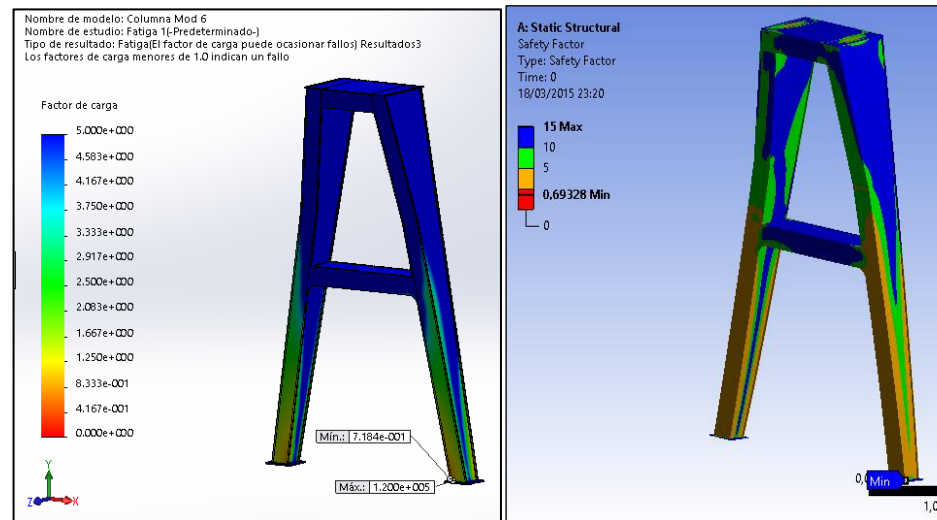 Nombre de modelo: Columna Mod 6
Nombre de estudio: Fatiga 1(-Predeterminado-)
Tipo de resultado: Fatiga(El factor de carga puede ocasionar fallos) Resultados3
Los factores de carga menores de 1.0 indican un fallo
Factor de carga
5.000e+000
4.583e+000
4.167e+000
3.750e+000
3.333e+000
2.917e+000
2.500e+000
2.083e+000
1.667e+000
1.250e+000
8.333e-001
4.167e-001
0.000e+000
Mín.: 7.184e-001
Máx.: 1.200e+005
Y
Z
X
A: Static Structural
Safety Factor
Type: Safety Factor
Time: 0
18/03/2015 23:20
15 Max
10
5
0,69328 Min
0
Min